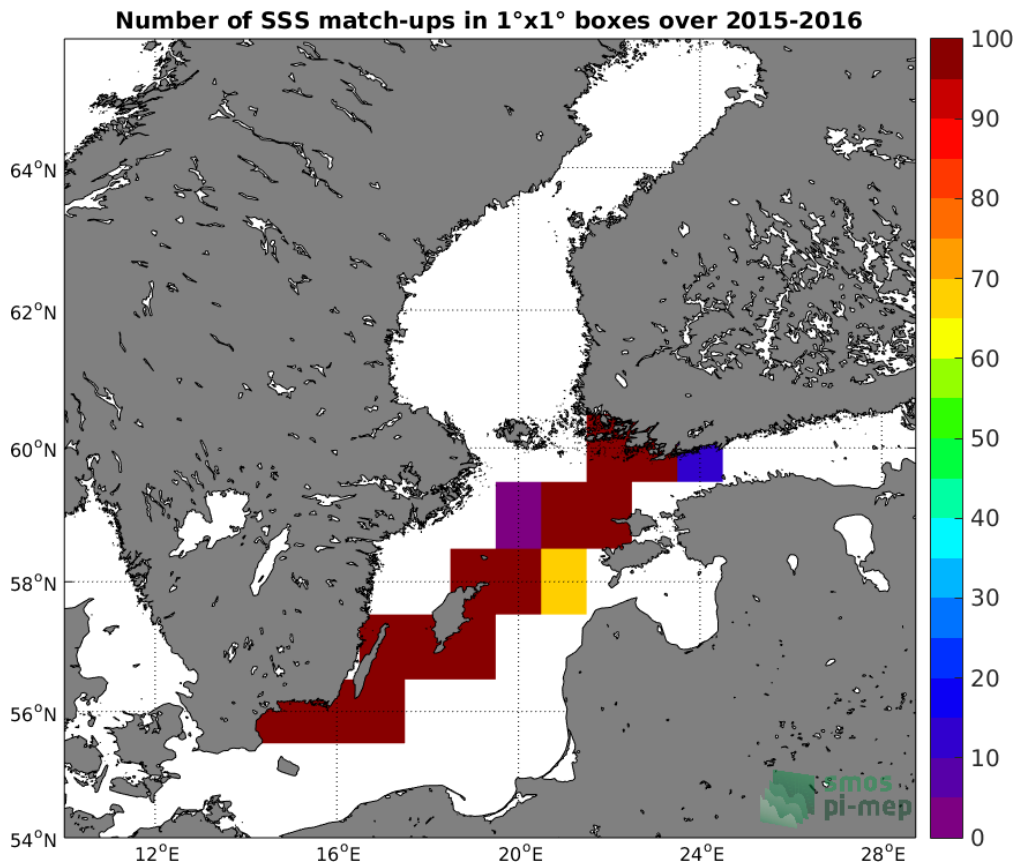 Number of SSS match-ups in 1°x1° boxes over 2015-2016
100
90
80
70
60
50
40
30
20
10
0
64°N
62°N
60°N
58°N
56°N
54°N
12°E
16°E
20°E
24°E
28°E
smos
pi-mep